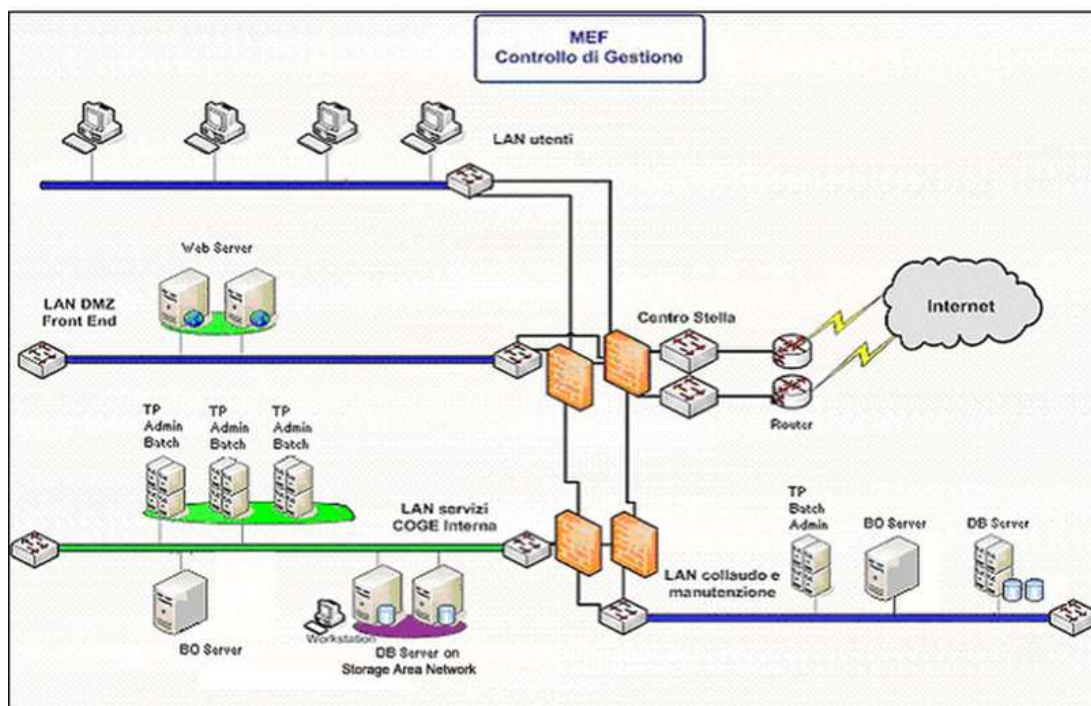 MEF
Controllo di Gestione
LAN utenti
Web Server
LAN DMZ
Front End
Centro Stella
Internet
Router
TP
Admin
Batch
TP
Admin
Batch
TP
Admin
Batch
LAN servizi
COGE Interna
TP
Batch
Admin
BO Server
DB Server
LAN collaudo e
manutenzione
BO Server
Workstation
DB Server on
Storage Area Network